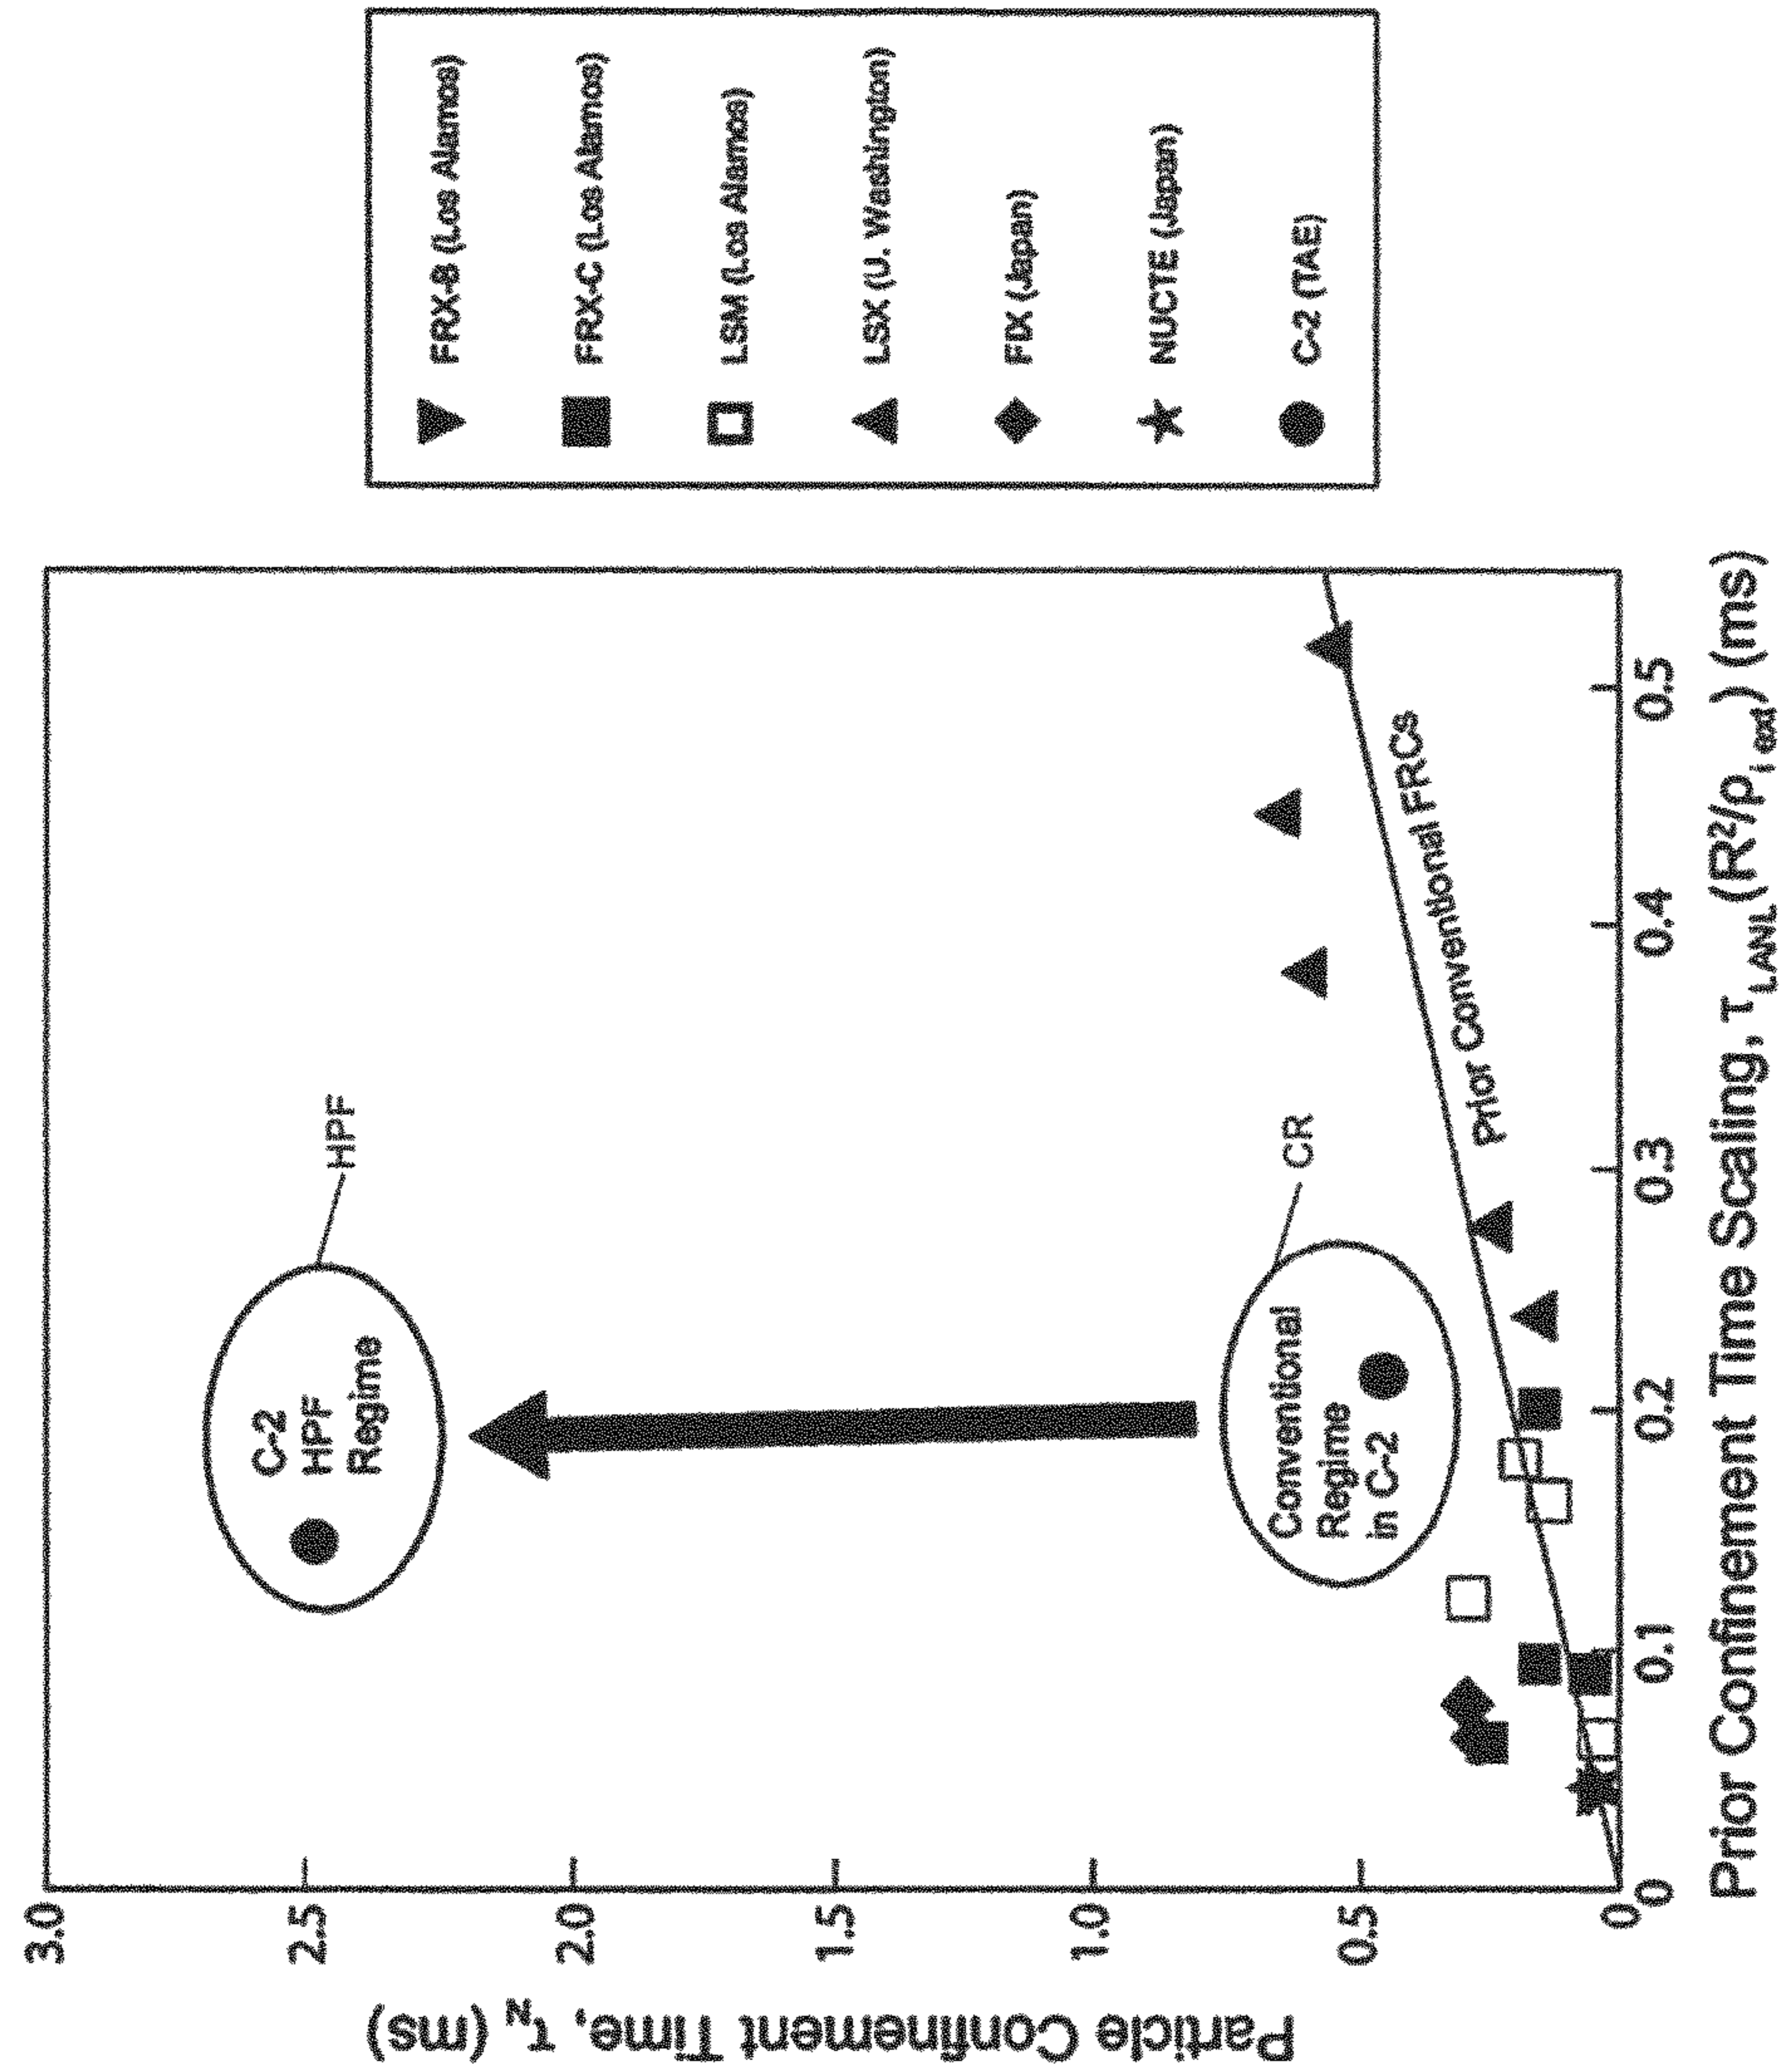 Particle Confinement Time, τN (ms)
3.0
2.5
2.0
1.5
1.0
0.5
0
C-2
HPF
Regime
HPF
Conventional
Regime
in C-2
CR
Prior Conventional FRCs
0
0.1
0.2
0.3
0.4
0.5
Prior Confinement Time Scaling, τLANL (R²/ρi ext) (ms)
FRX-B (Los Alamos)
FRX-C (Los Alamos)
LSM (Los Alamos)
LSX (U. Washington)
FIX (Japan)
NUCTE (Japan)
C-2 (TAE)